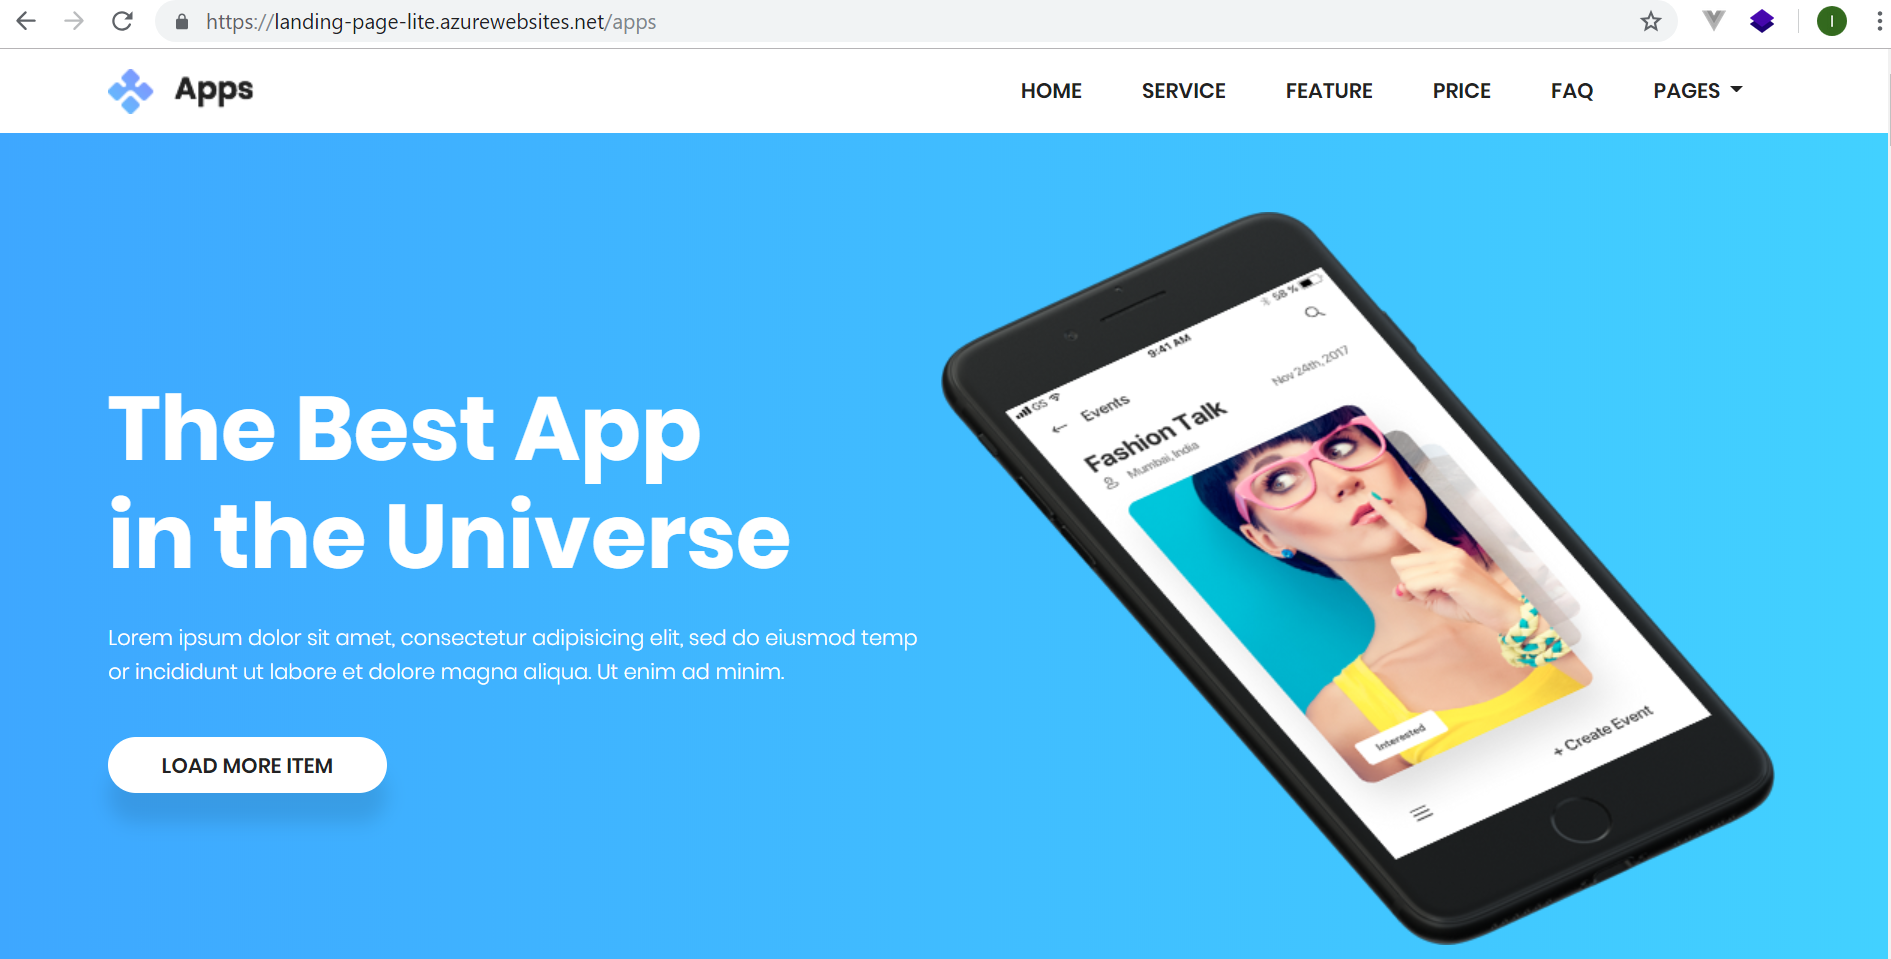 https://landing-page-lite.azurewebsites.net/apps
I
Apps
HOME SERVICE FEATURE PRICE FAQ PAGES
The Best App
in the Universe
Lorem ipsum dolor sit amet, consectetur adipisicing elit, sed do eiusmod temp
or incididunt ut labore et dolore magna aliqua. Ut enim ad minim.
LOAD MORE ITEM
GS 9:41 AM 58 %
Events
Nov 24th, 2017
Fashion Talk
Mumbai, India
Interested
+ Create Event